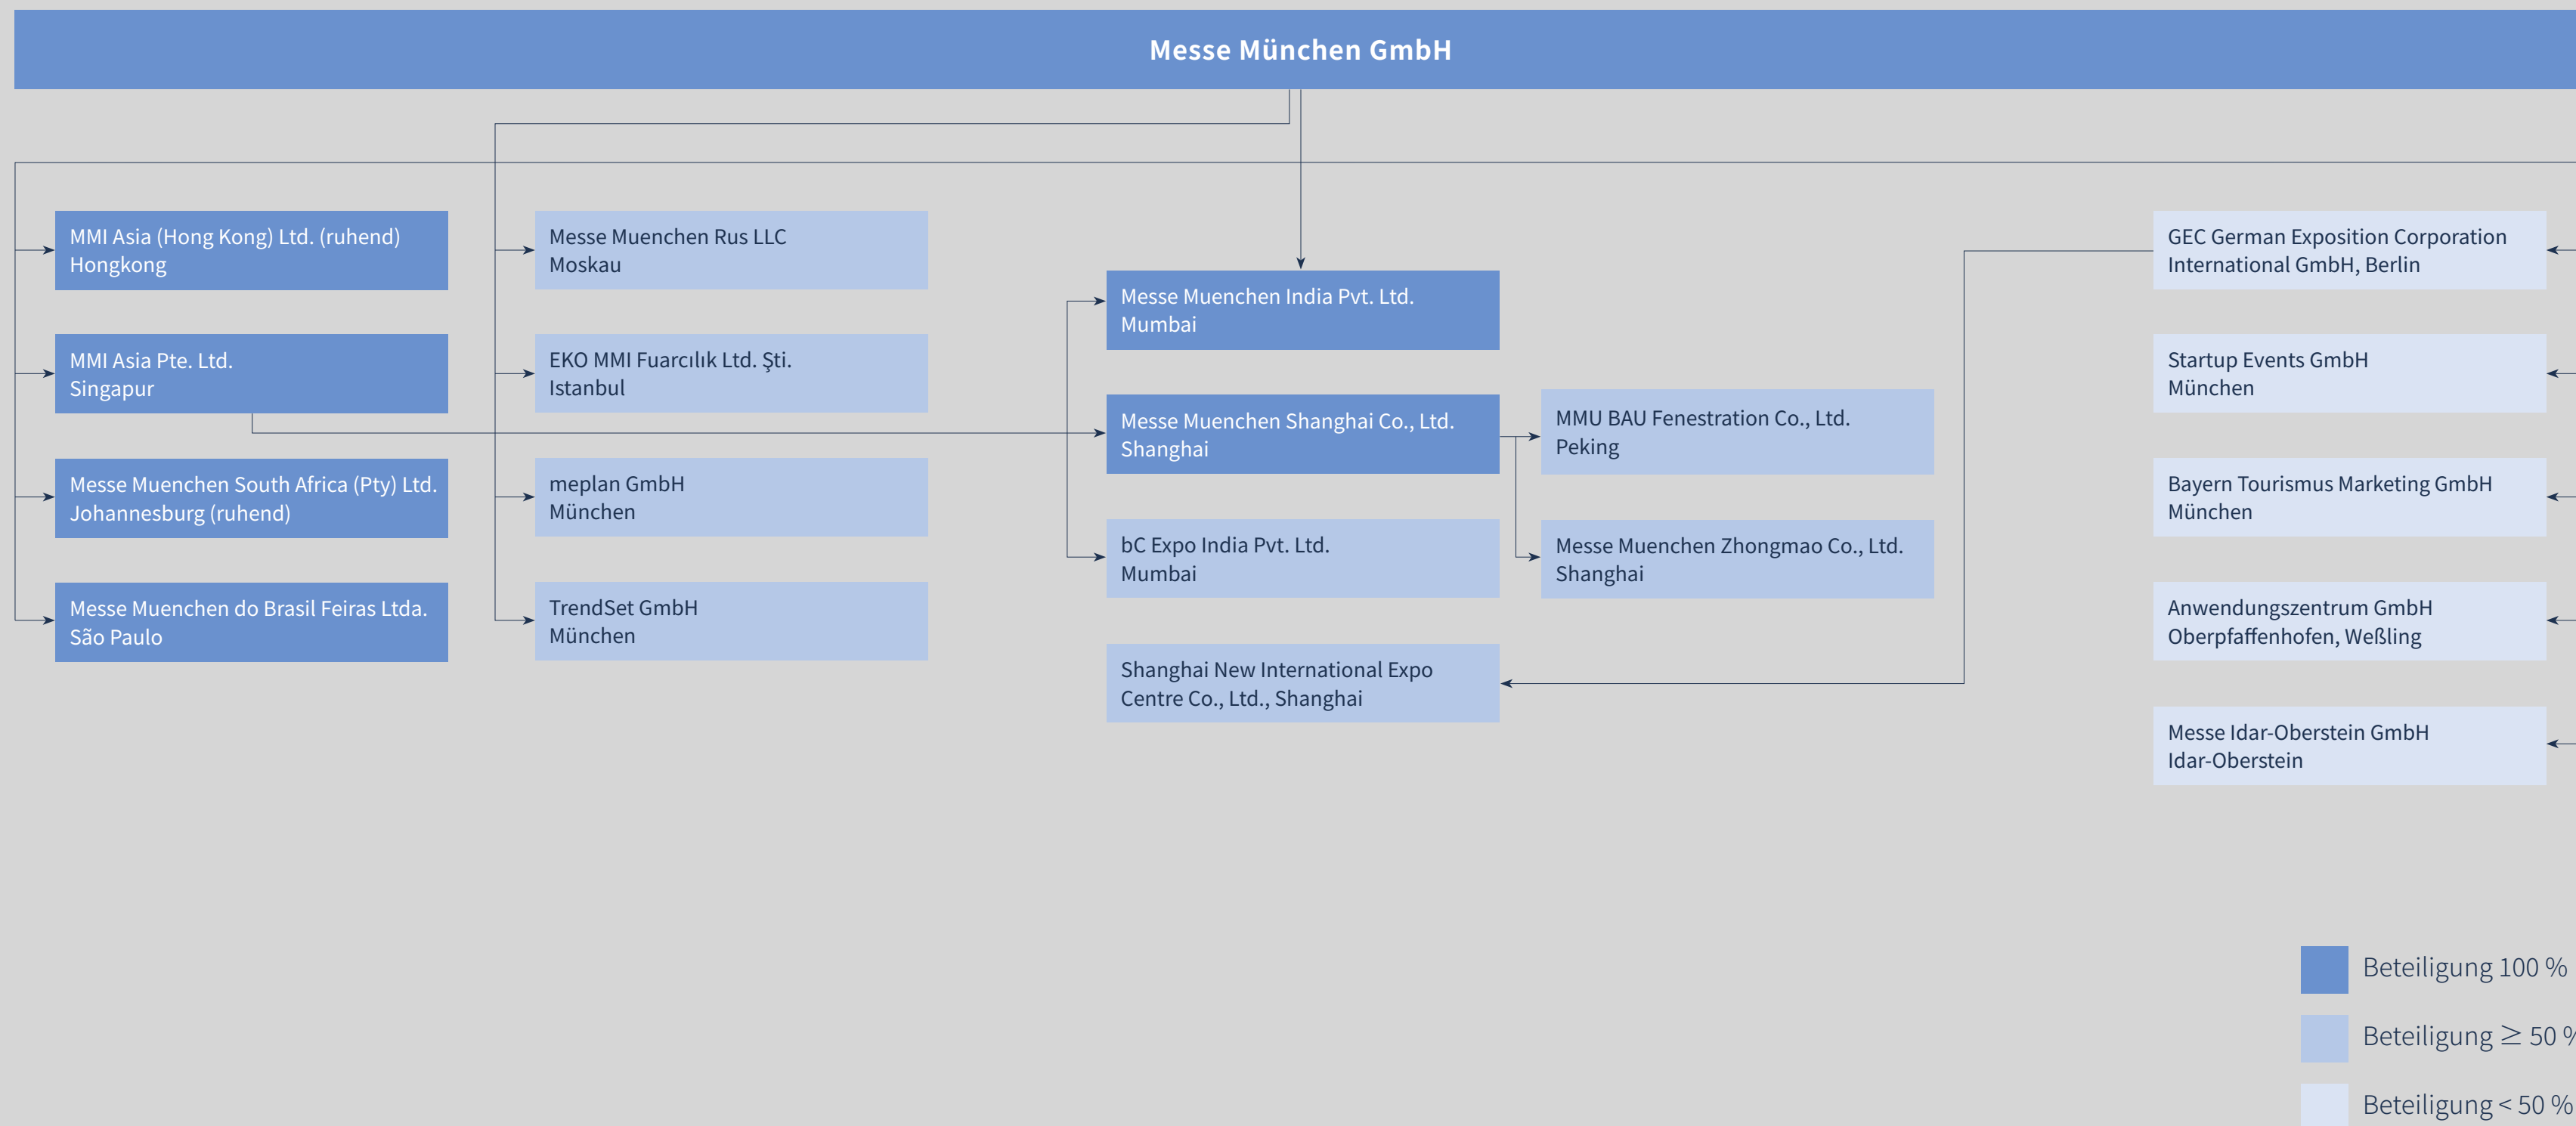 Messe München GmbH
MMI Asia (Hong Kong) Ltd. (ruhend)
Hongkong
MMI Asia Pte. Ltd.
Singapur
Messe Muenchen South Africa (Pty) Ltd.
Johannesburg (ruhend)
Messe Muenchen do Brasil Feiras Ltda.
São Paulo
Messe Muenchen Rus LLC
Moskau
EKO MMI Fuarcılık Ltd. Şti.
Istanbul
meplan GmbH
München
TrendSet GmbH
München
Messe Muenchen India Pvt. Ltd.
Mumbai
Messe Muenchen Shanghai Co., Ltd.
Shanghai
bC Expo India Pvt. Ltd.
Mumbai
Shanghai New International Expo
Centre Co., Ltd., Shanghai
MMU BAU Fenestration Co., Ltd.
Peking
Messe Muenchen Zhongmao Co., Ltd.
Shanghai
GEC German Exposition Corporation
International GmbH, Berlin
Startup Events GmbH
München
Bayern Tourismus Marketing GmbH
München
Anwendungszentrum GmbH
Oberpfaffenhofen, Weßling
Messe Idar-Oberstein GmbH
Idar-Oberstein
Beteiligung 100 %
Beteiligung ≥ 50 %
Beteiligung < 50 %